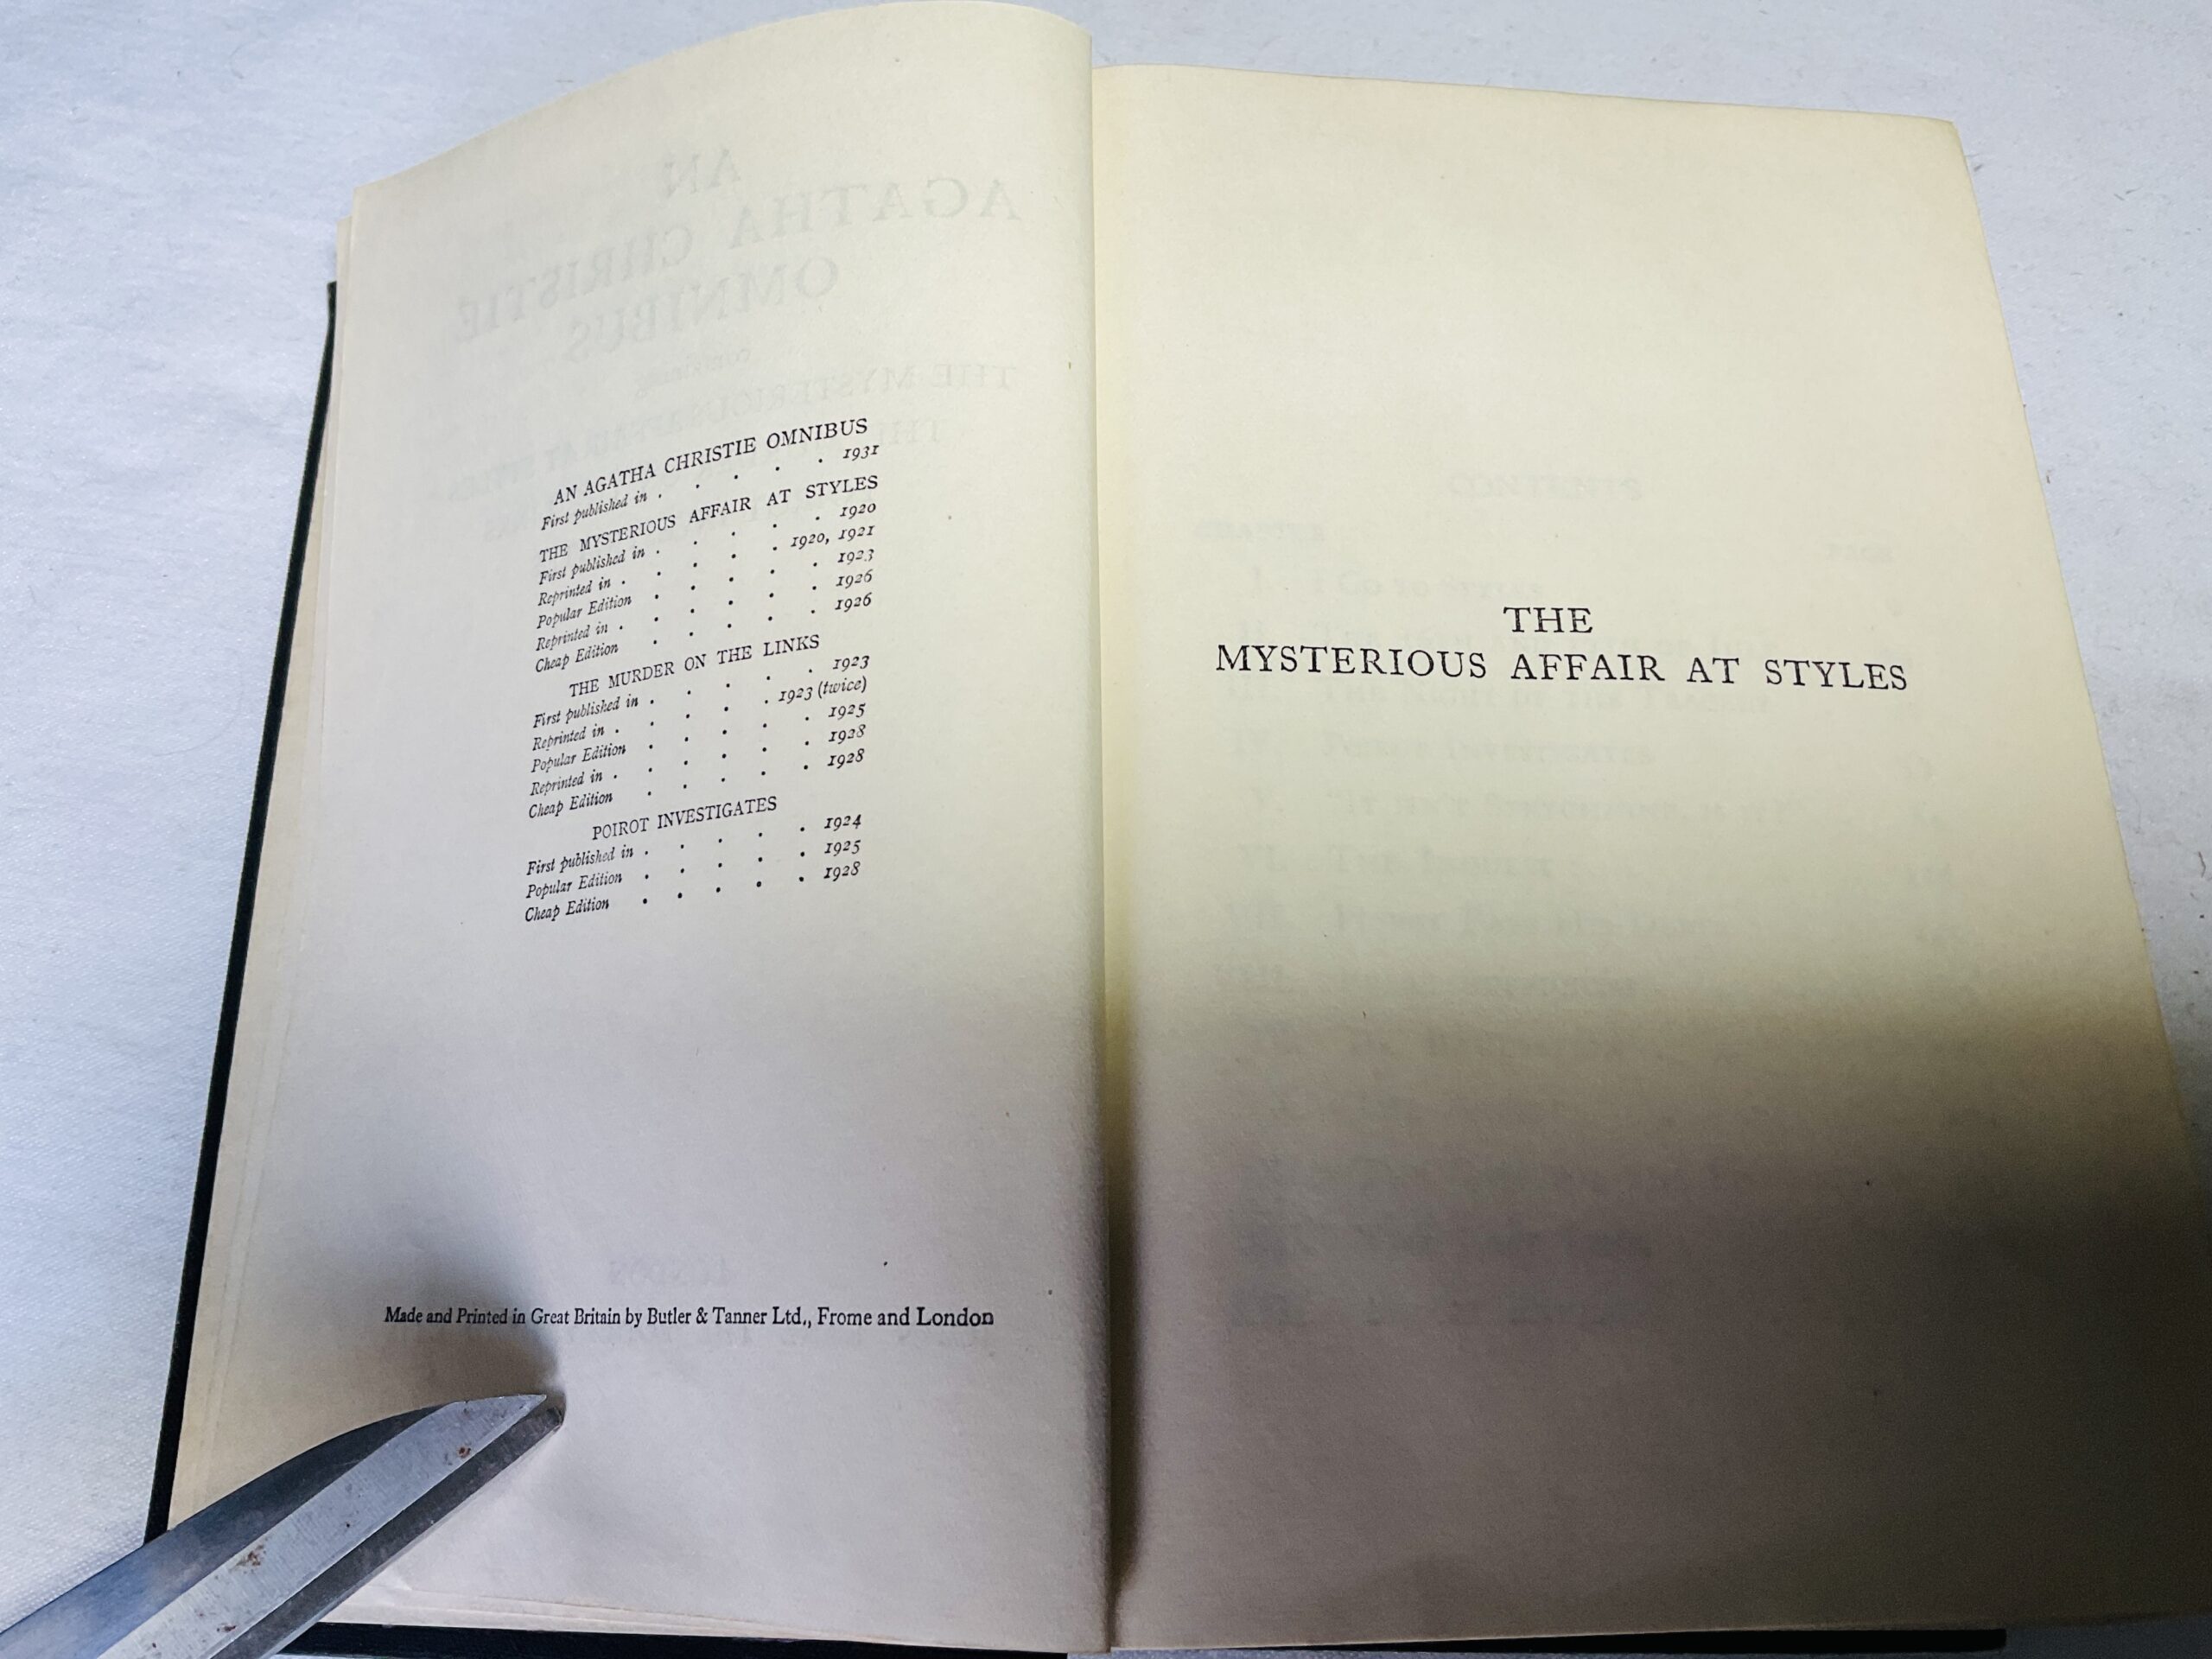 AN AGATHA CHRISTIE OMNIBUS
First published in . . . . . 1931
THE MYSTERIOUS AFFAIR AT STYLES
First published in . . . . . 1920
Reprinted in . . . . . 1920, 1921
Popular Edition . . . . . 1923
Reprinted in . . . . . . 1926
Cheap Edition . . . . . 1926
THE MURDER ON THE LINKS
First published in . . . . . 1923
Reprinted in . . . . . 1923 (twice)
Popular Edition . . . . . 1925
Reprinted in . . . . . . 1928
Cheap Edition . . . . . 1928
POIROT INVESTIGATES
First published in . . . . . 1924
Popular Edition . . . . . 1925
Cheap Edition . . . . . 1928
Made and Printed in Great Britain by Butler & Tanner Ltd., Frome and London
THE
MYSTERIOUS AFFAIR AT STYLES